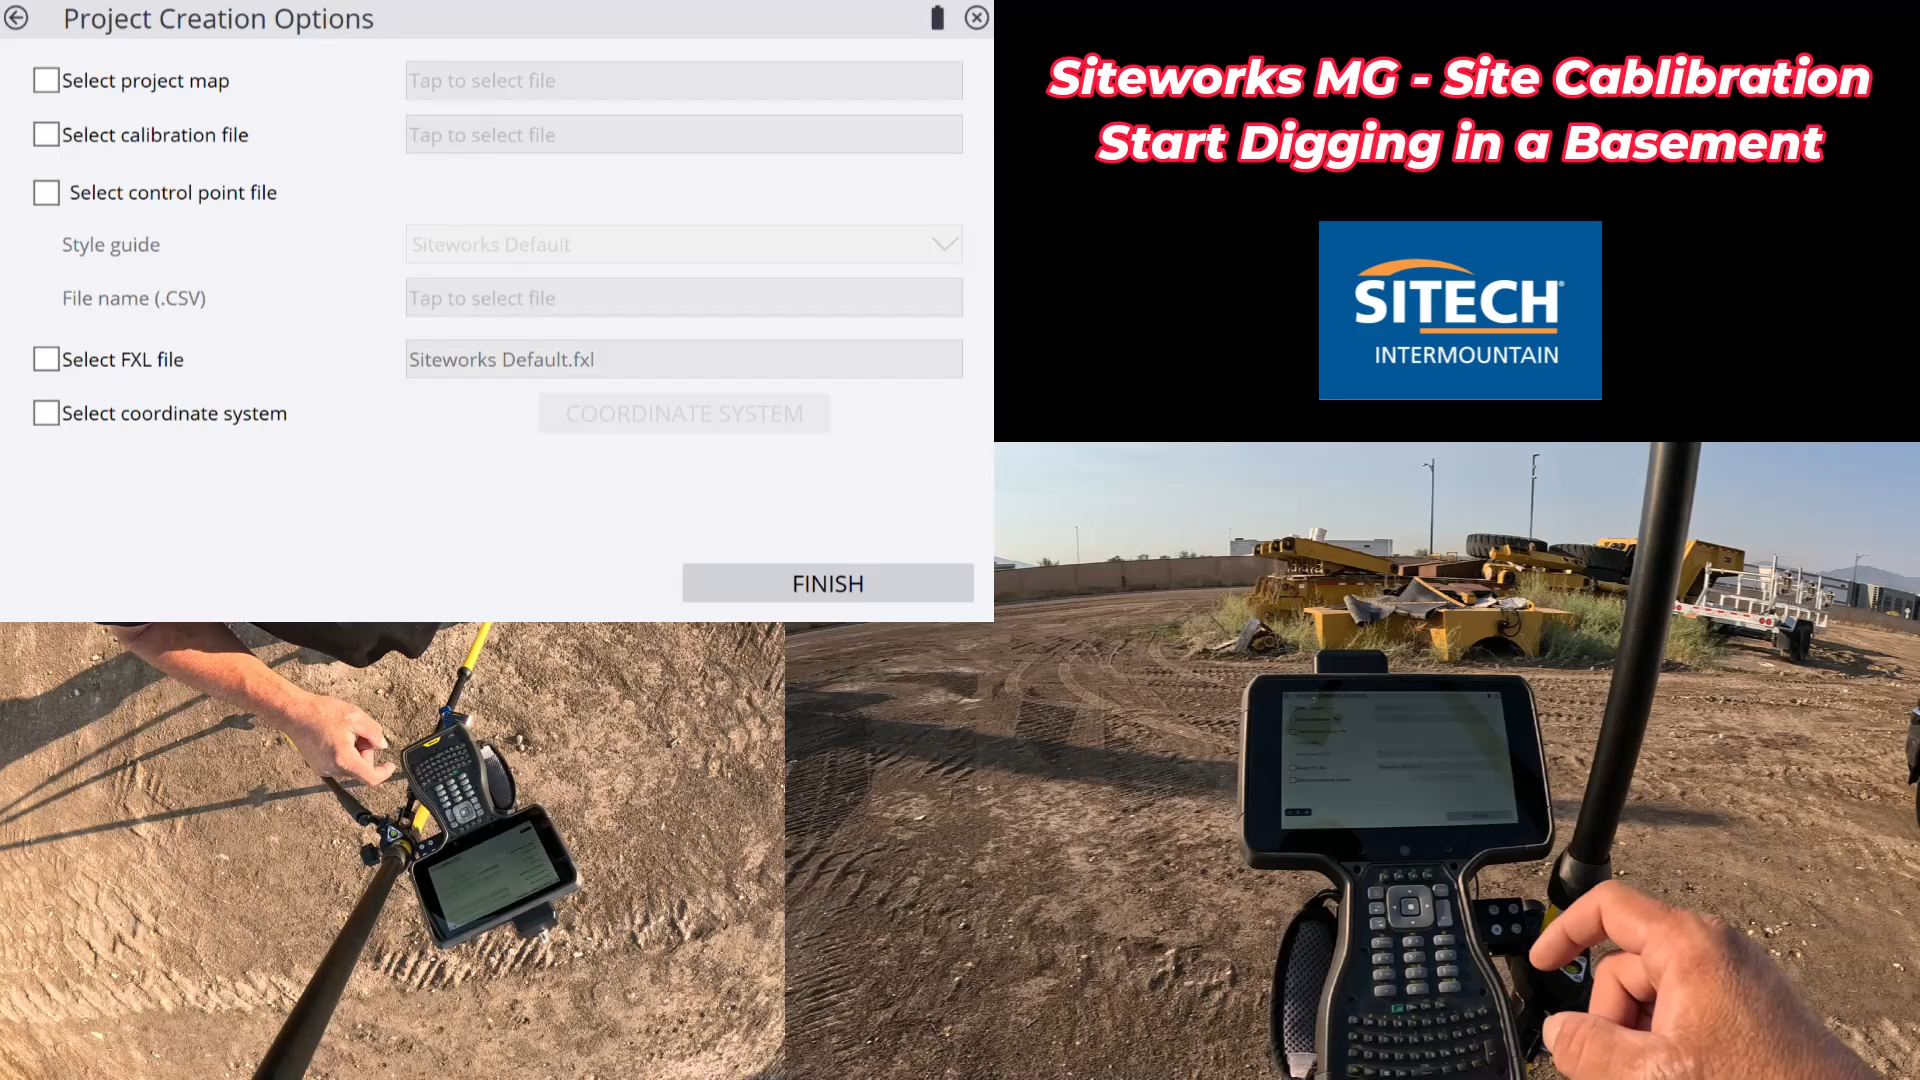 Project Creation Options
Select project map
Tap to select file
Select calibration file
Tap to select file
Select control point file
Style guide
Siteworks Default
File name (.CSV)
Tap to select file
Select FXL file
Siteworks Default.fxl
Select coordinate system
COORDINATE SYSTEM
FINISH
Siteworks MG - Site Cablibration
Start Digging in a Basement
SITECH
INTERMOUNTAIN